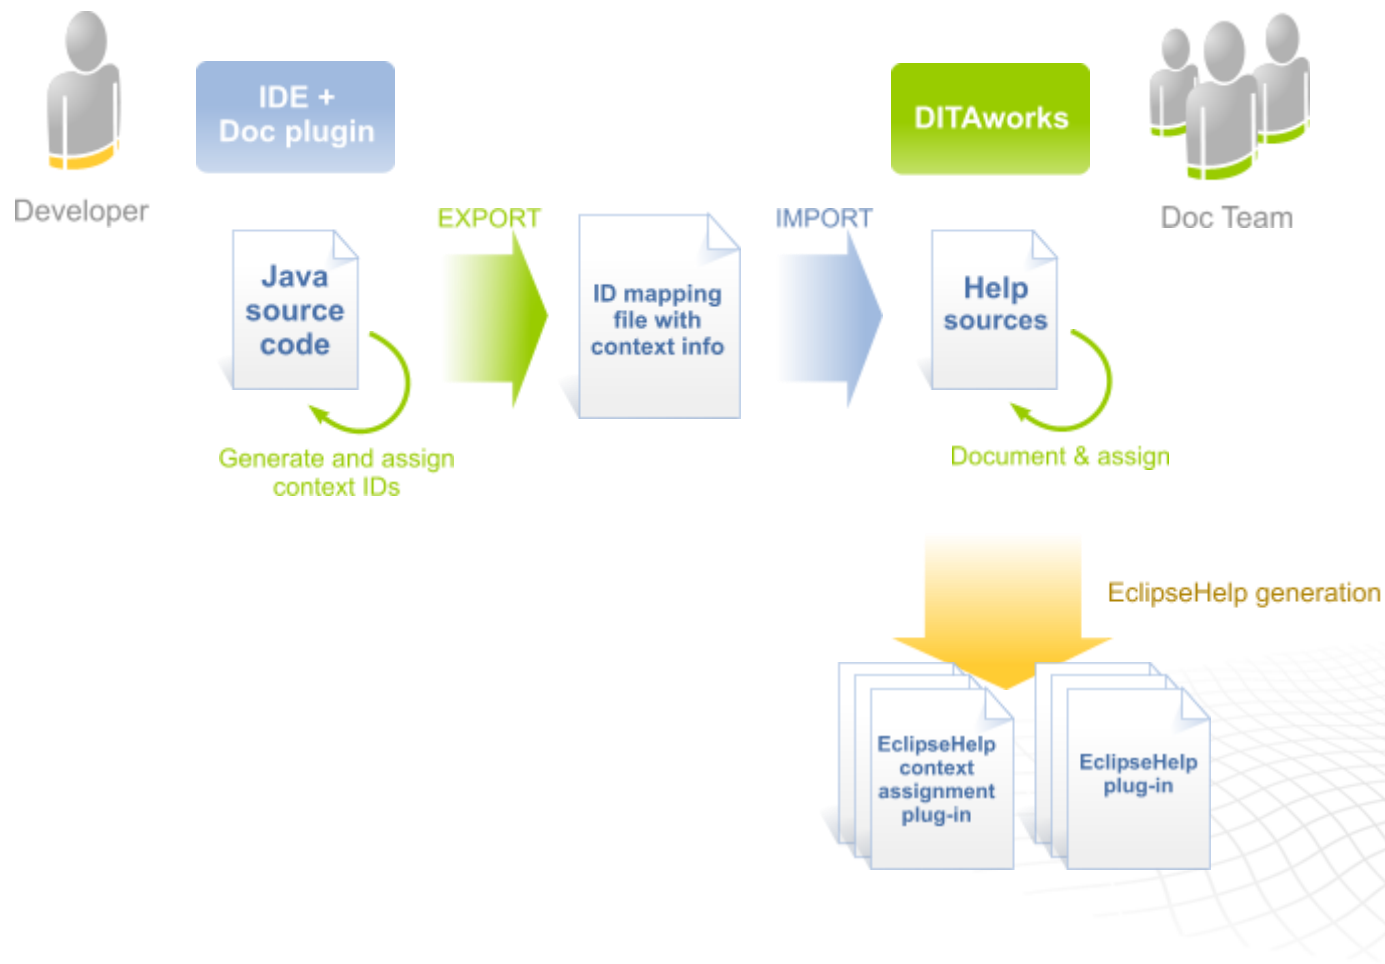 IDE +
Doc plugin
DITAworks
Developer
Doc Team
EXPORT
IMPORT
Java
source
code
ID mapping
file with
context info
Help
sources
Generate and assign
context IDs
Document & assign
EclipseHelp generation
EclipseHelp
context
assignment
plug-in
EclipseHelp
plug-in